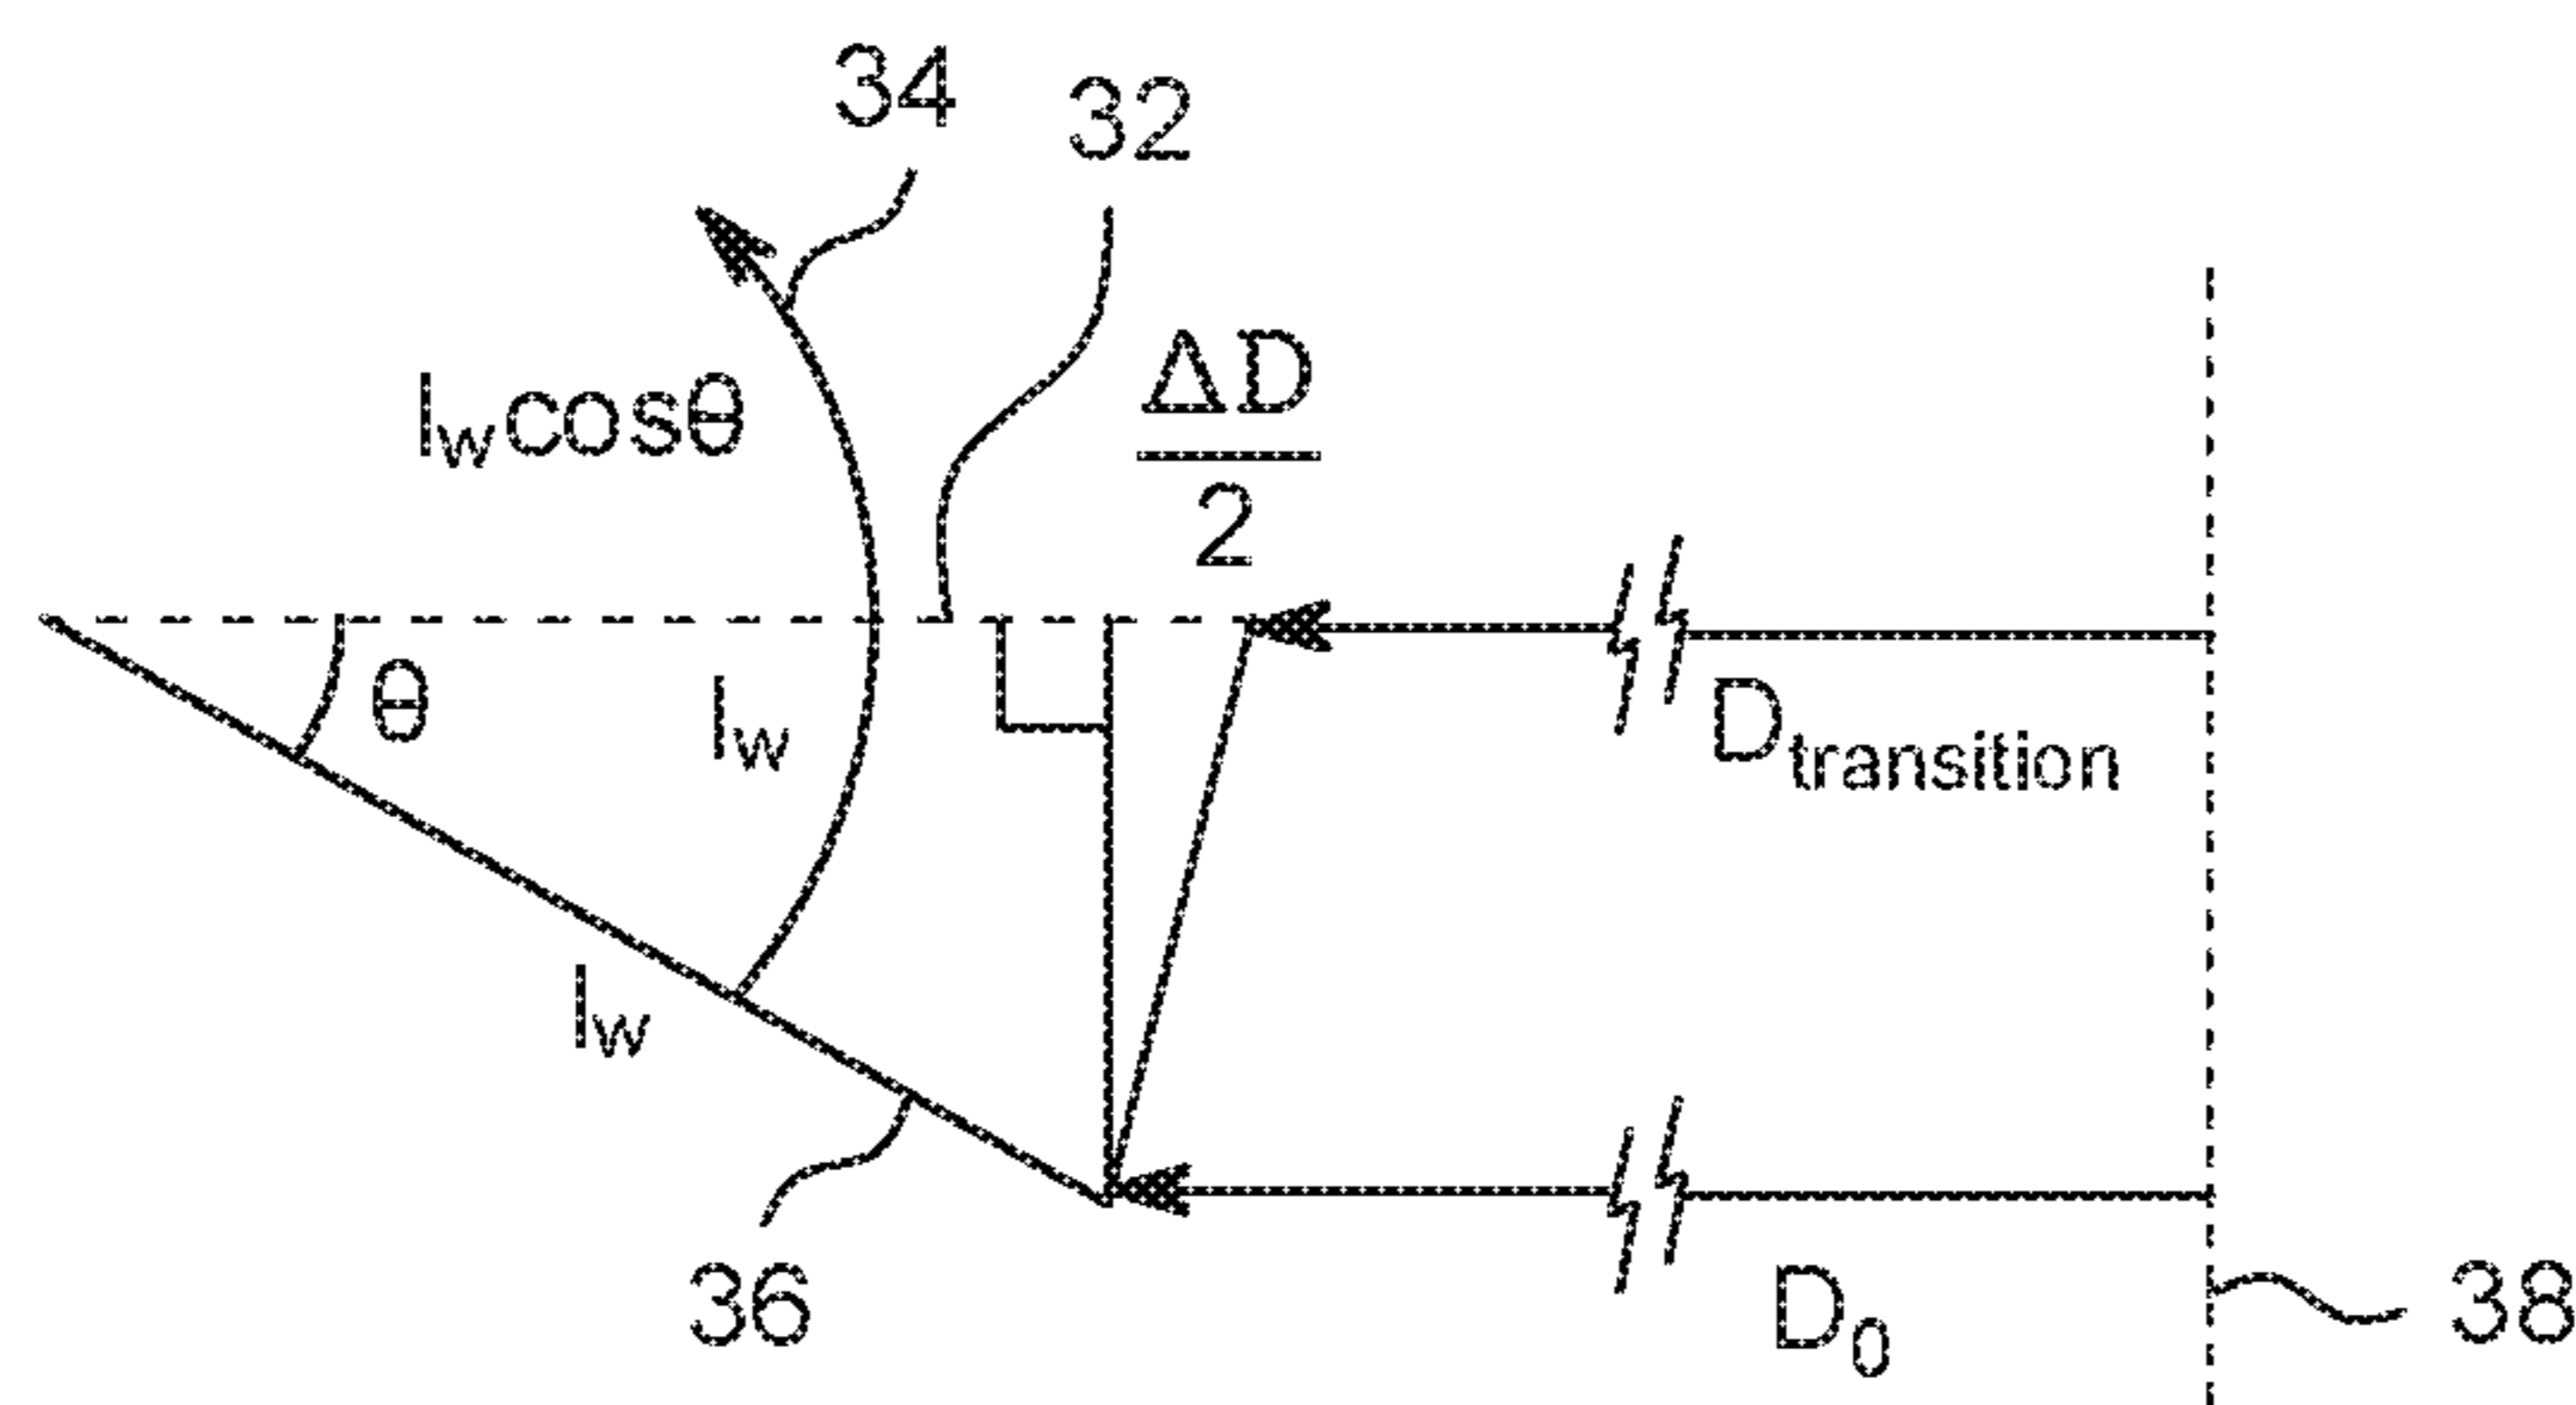 34
32
lwcosθ
ΔD
2
θ
lw
Dtransition
lw
36
D0
38